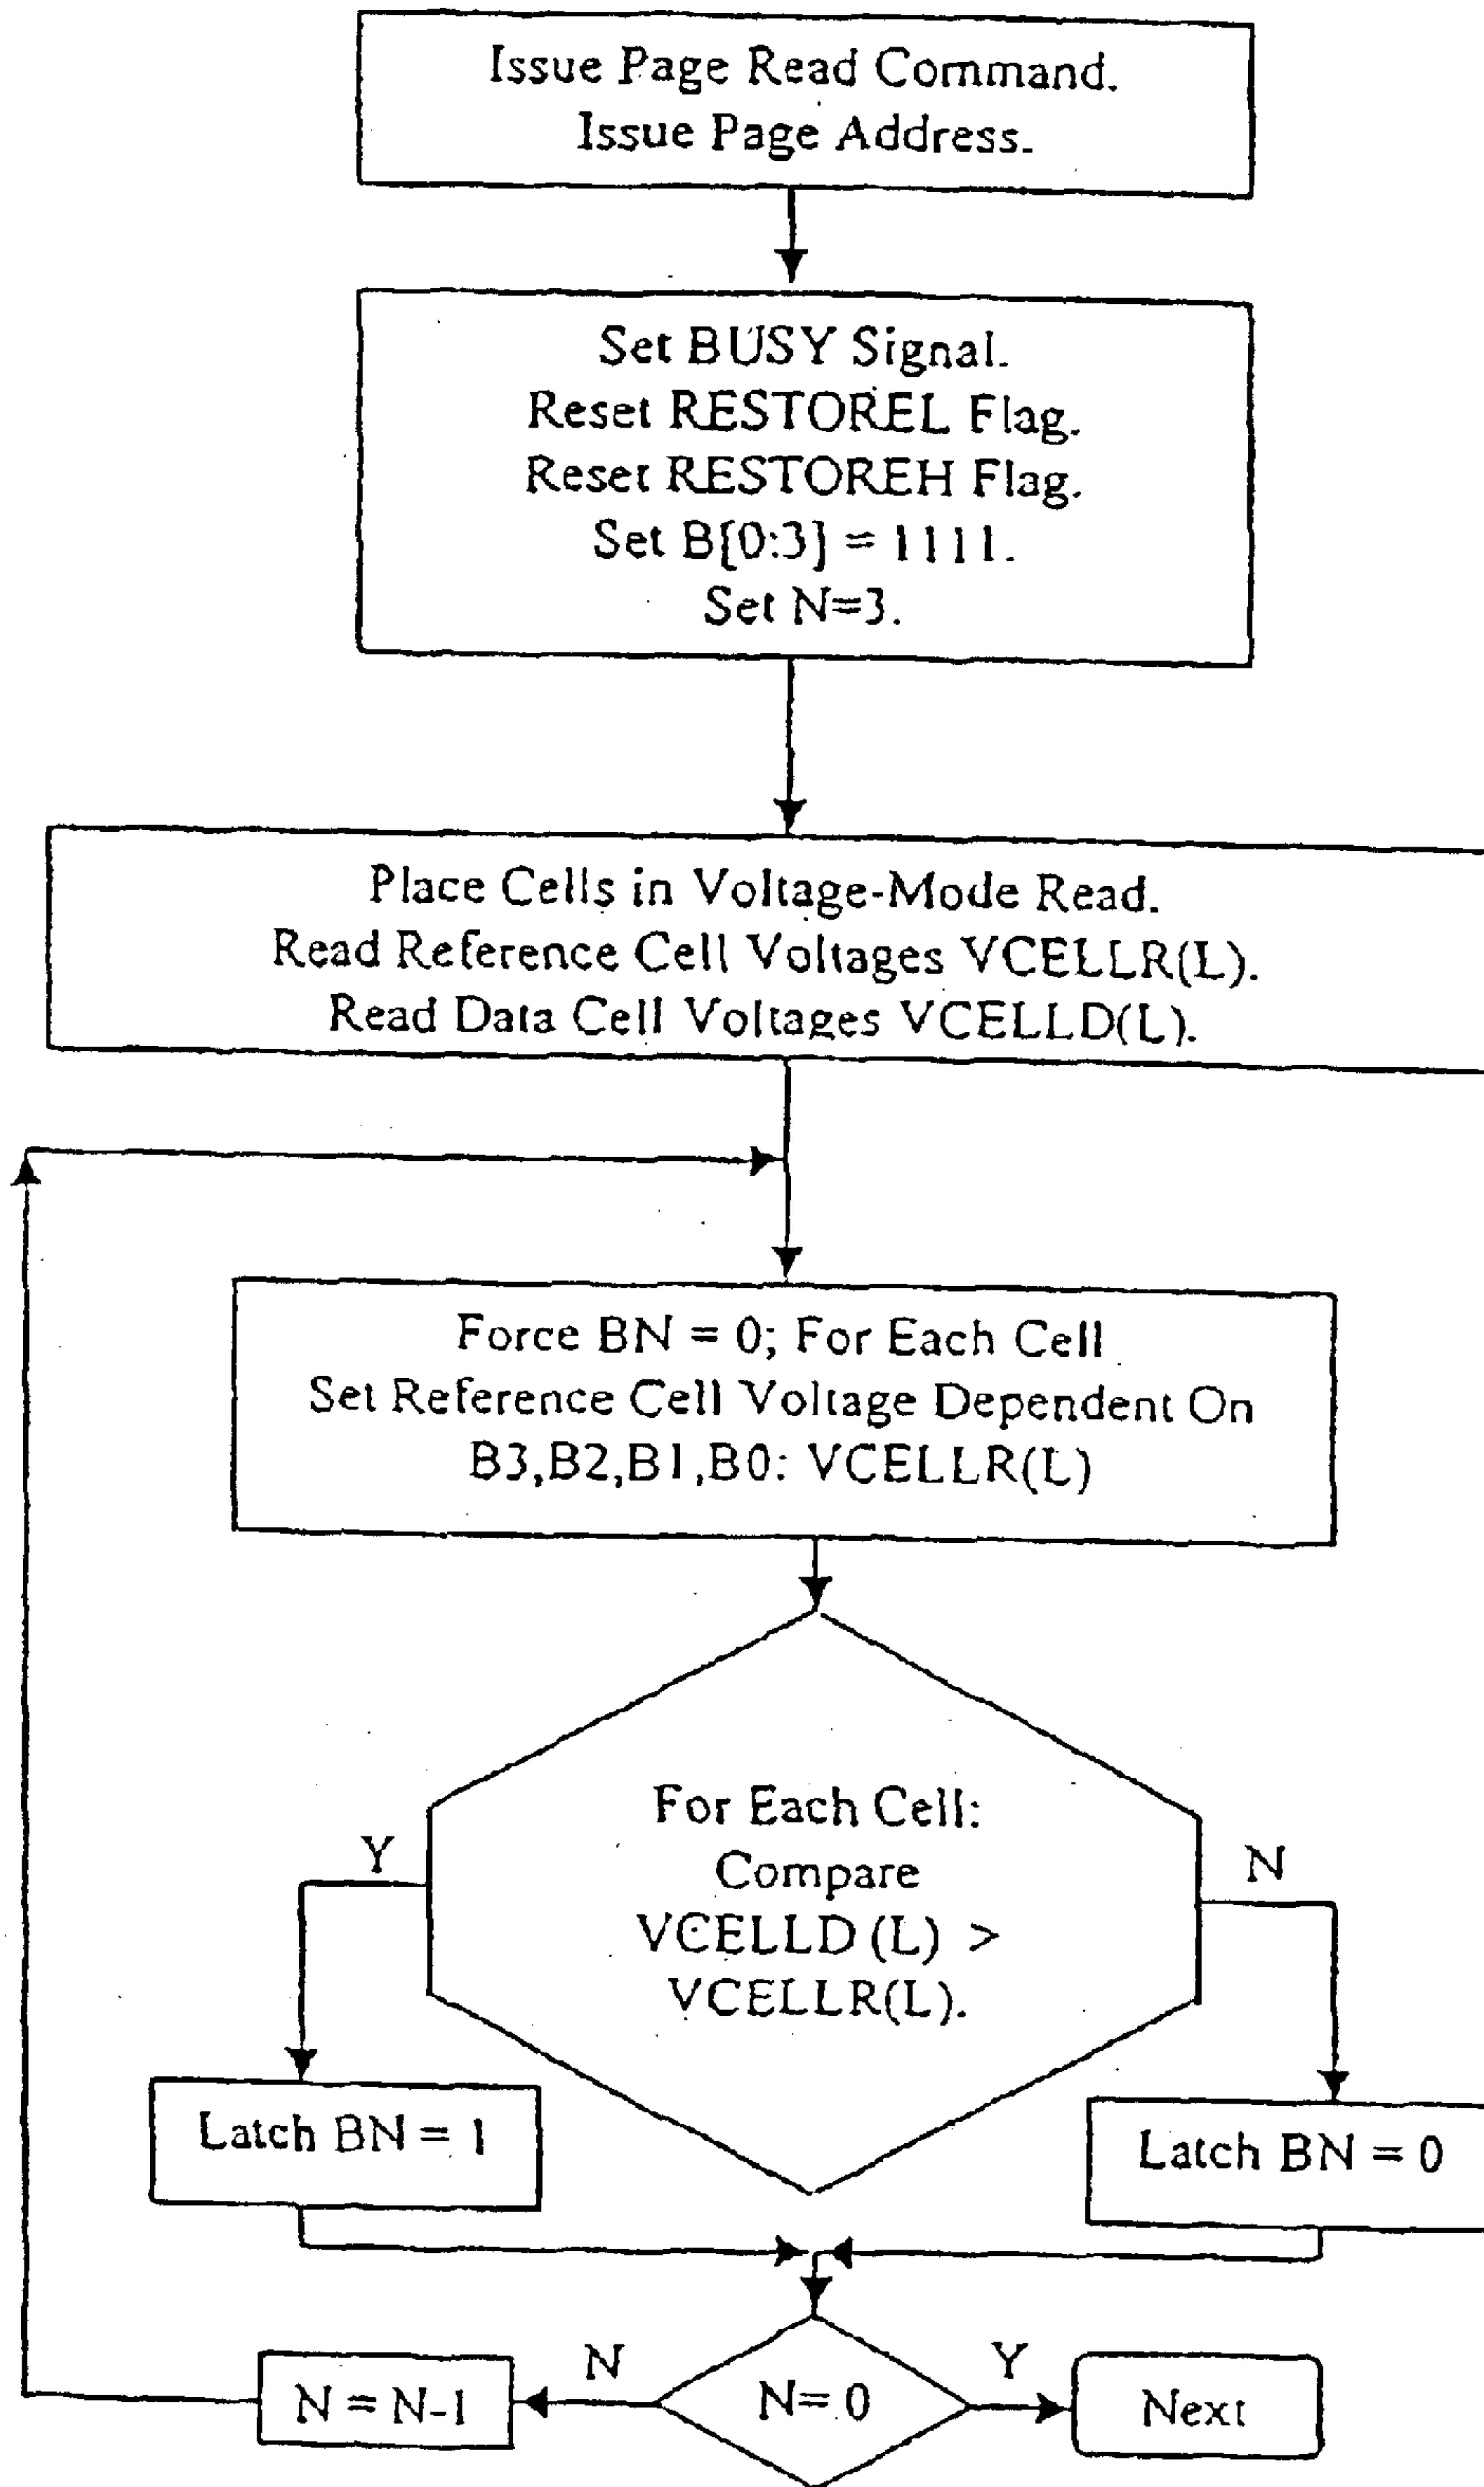 Issue Page Read Command.
Issue Page Address.
Set BUSY Signal.
Reset RESTOREL Flag.
Reset RESTOREH Flag.
Set B[0:3] = 1111.
Set N=3.
Place Cells in Voltage-Mode Read.
Read Reference Cell Voltages VCELLR(L).
Read Data Cell Voltages VCELLD(L).
Force BN = 0; For Each Cell
Set Reference Cell Voltage Dependent On
B3,B2,B1,B0: VCELLR(L)
For Each Cell:
Compare
VCELLD (L) >
VCELLR(L).
Y
N
Latch BN = 1
Latch BN = 0
N = N-1
N
N= 0
Y
Next